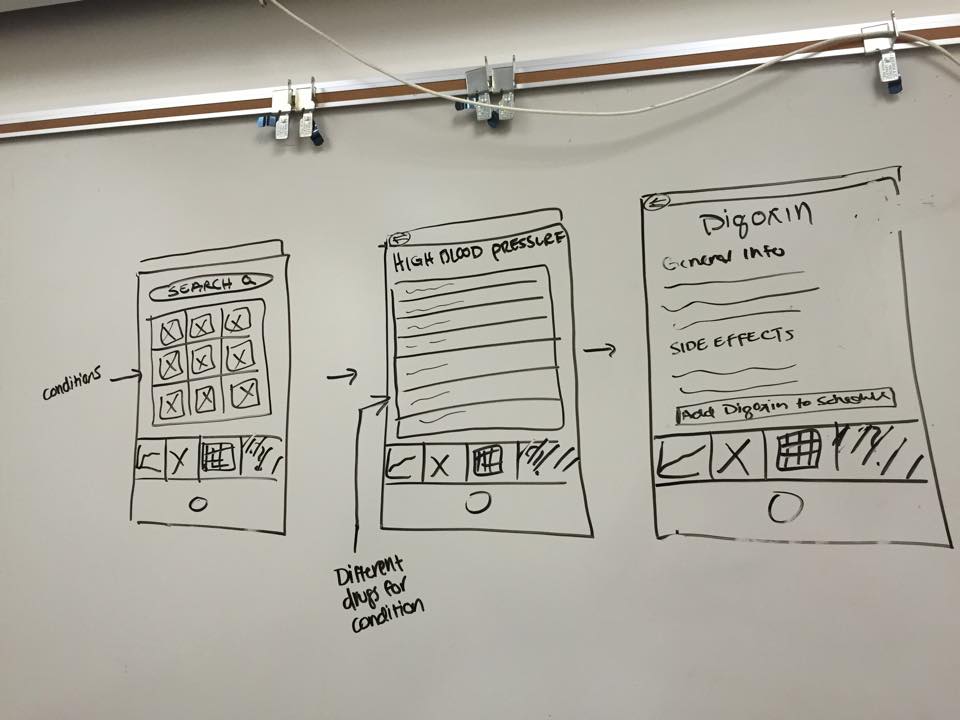 SEARCH
conditions
HIGH BLOOD PRESSURE
Different
drugs for
condition
Digoxin
General Info
SIDE EFFECTS
Add Digoxin to Schedule